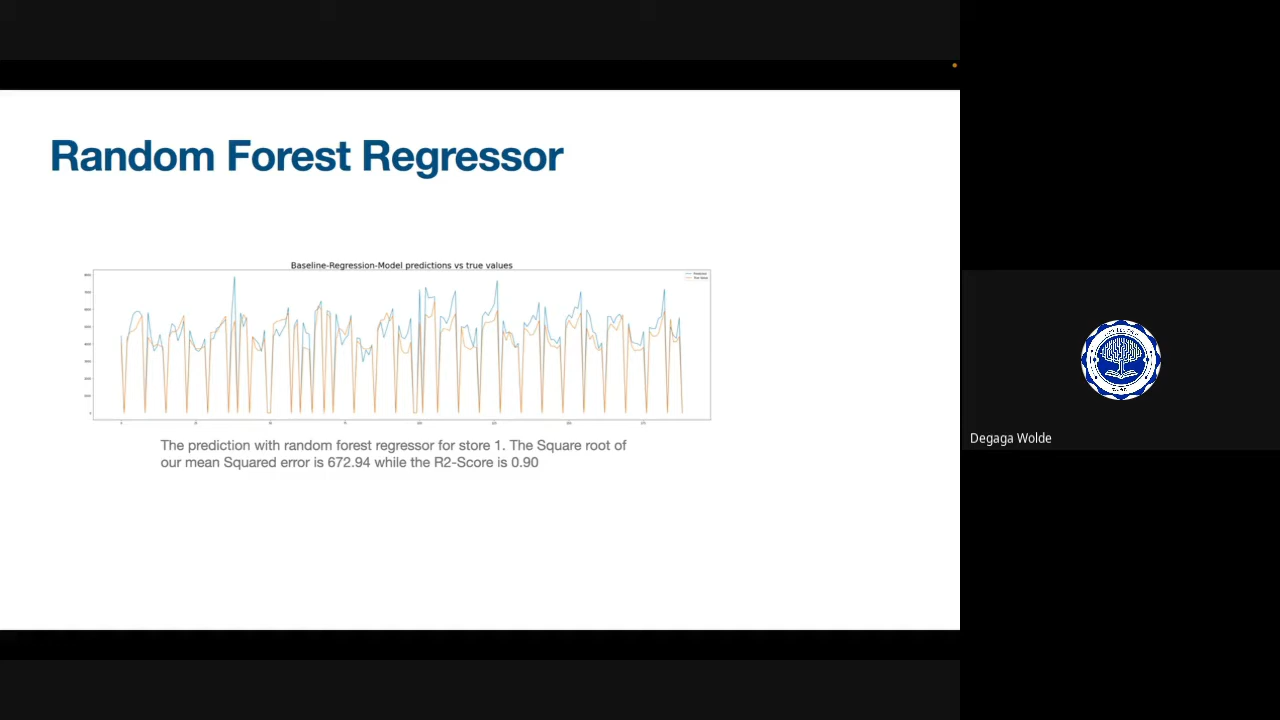 Random Forest Regressor
Baseline-Regression-Model predictions vs true values
The prediction with random forest regressor for store 1. The Square root of
our mean Squared error is 672.94 while the R2-Score is 0.90
Degaga Wolde